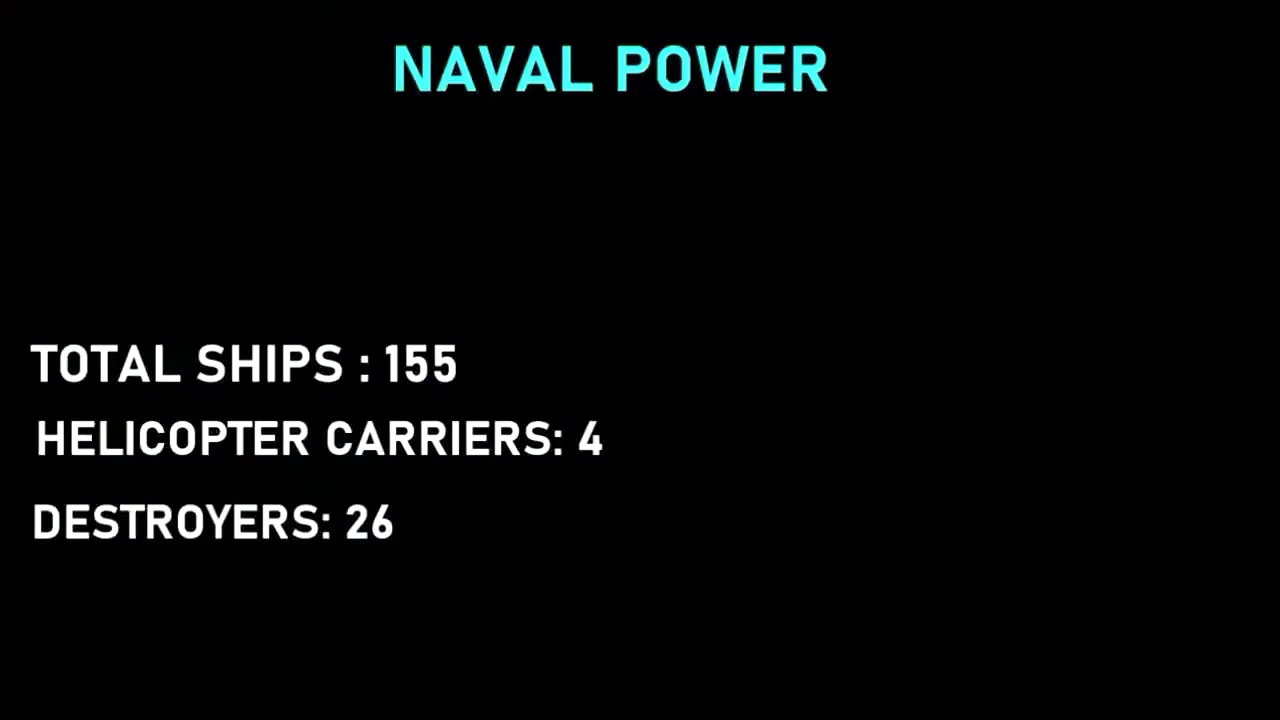 NAVAL POWER
TOTAL SHIPS : 155
HELICOPTER CARRIERS: 4
DESTROYERS: 26